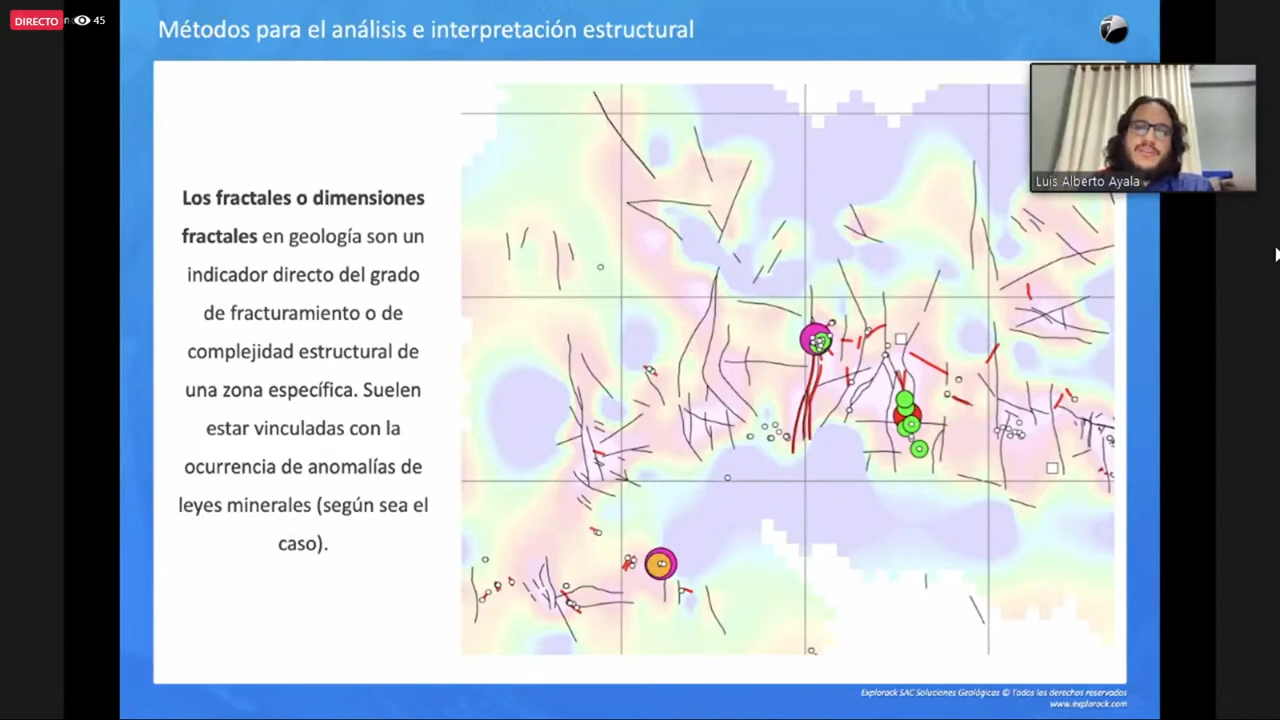 DIRECTO
45
Métodos para el análisis e interpretación estructural
Luis Alberto Ayala
Los fractales o dimensiones
fractales en geología son un
indicador directo del grado
de fracturamiento o de
complejidad estructural de
una zona específica. Suelen
estar vinculadas con la
ocurrencia de anomalías de
leyes minerales (según sea el
caso).
Explorock SAC Soluciones Geológicas © Todos los derechos reservados
www.explorock.com